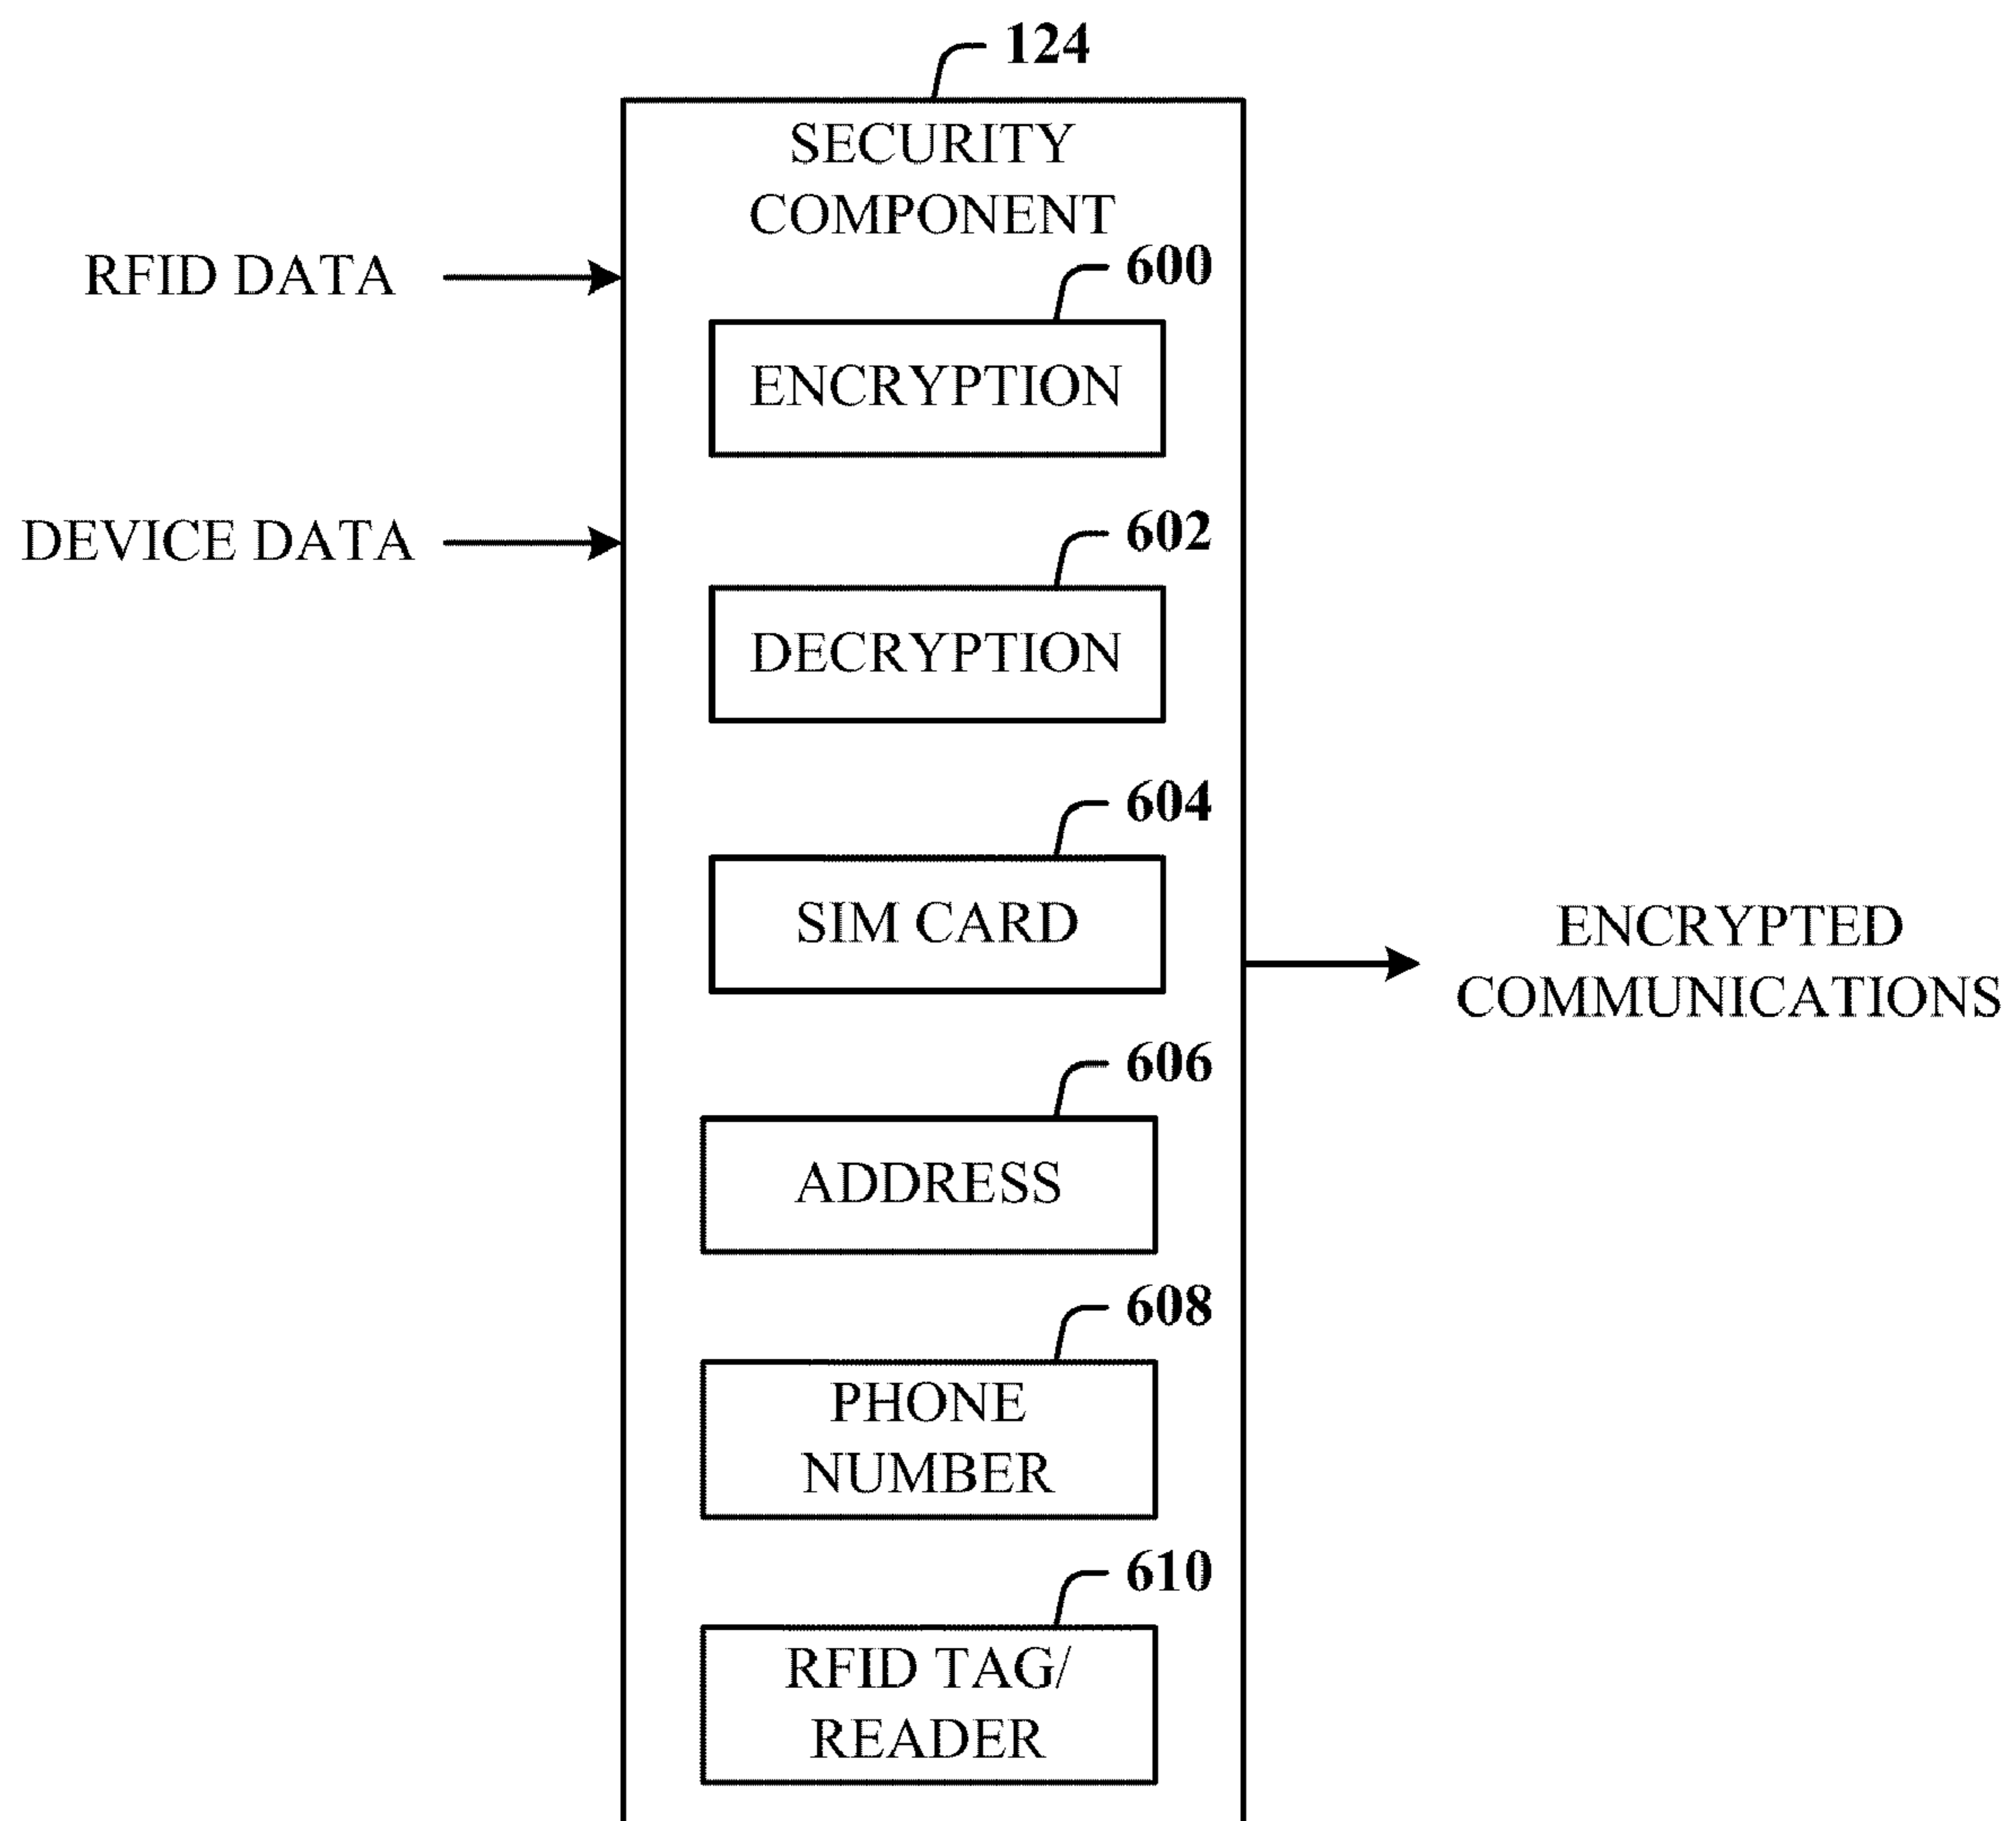 124
SECURITY
COMPONENT
RFID DATA
600
ENCRYPTION
DEVICE DATA
602
DECRYPTION
604
SIM CARD
ENCRYPTED
COMMUNICATIONS
606
ADDRESS
608
PHONE
NUMBER
610
RFID TAG/
READER